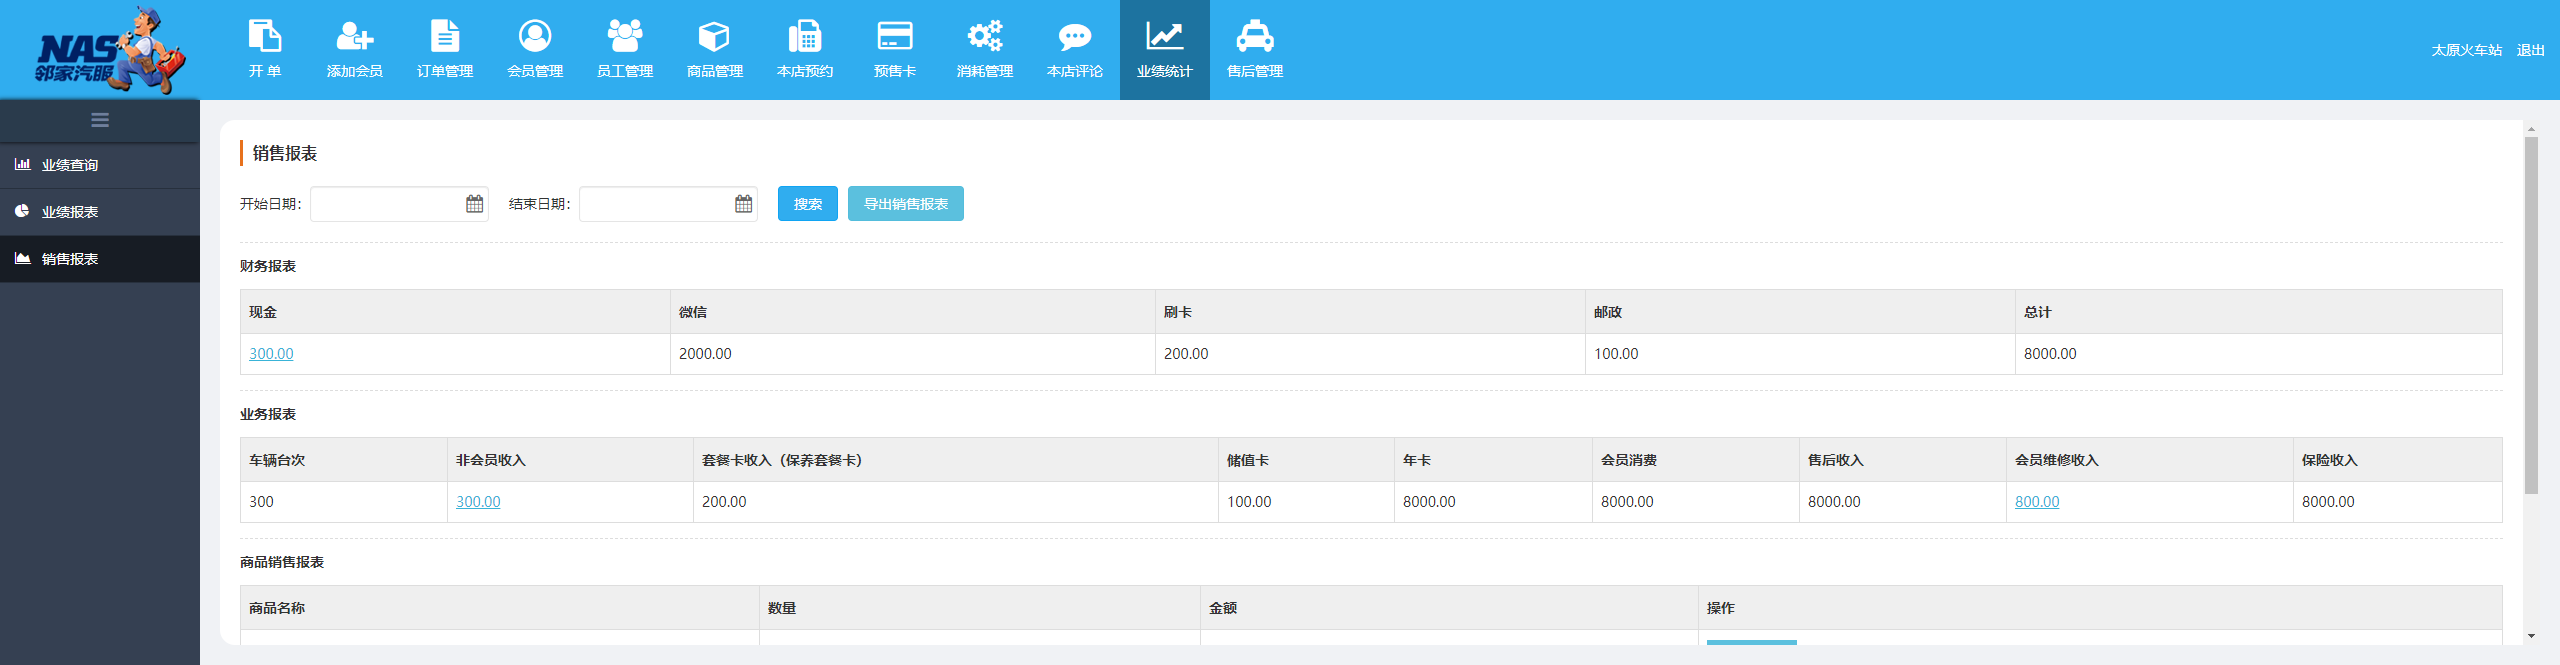 NAS
邻家汽服
开 单
添加会员
订单管理
会员管理
员工管理
商品管理
本店预约
预售卡
消耗管理
本店评论
业绩统计
售后管理
太原火车站 退出
业绩查询
业绩报表
销售报表
销售报表
开始日期： 结束日期： 搜索 导出销售报表
财务报表
现金 微信 刷卡 邮政 总计
300.00 2000.00 200.00 100.00 8000.00
业务报表
车辆台次 非会员收入 套餐卡收入（保养套餐卡） 储值卡 年卡 会员消费 售后收入 会员维修收入 保险收入
300 300.00 200.00 100.00 8000.00 8000.00 8000.00 800.00 8000.00
商品销售报表
商品名称 数量 金额 操作